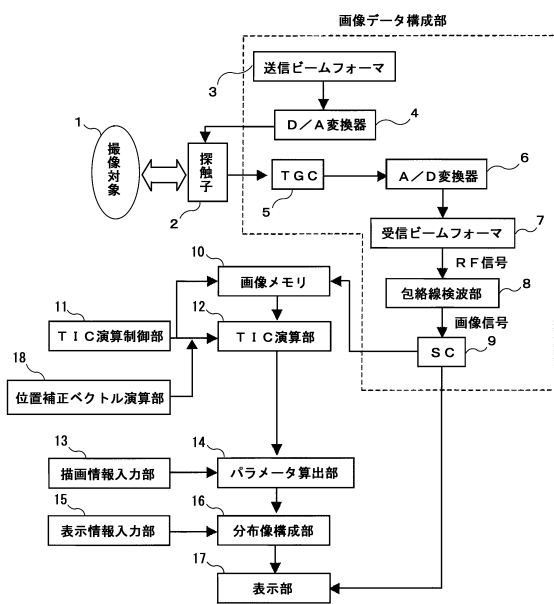 画像データ構成部
送信ビームフォーマ
3
D/A変換器
4
1
撮像対象
探触子
2
TGC
5
A/D変換器
6
受信ビームフォーマ
7
RF信号
包絡線検波部
8
画像信号
SC
9
10
画像メモリ
11
TIC演算制御部
12
TIC演算部
18
位置補正ベクトル演算部
13
描画情報入力部
14
パラメータ算出部
15
表示情報入力部
16
分布像構成部
17
表示部